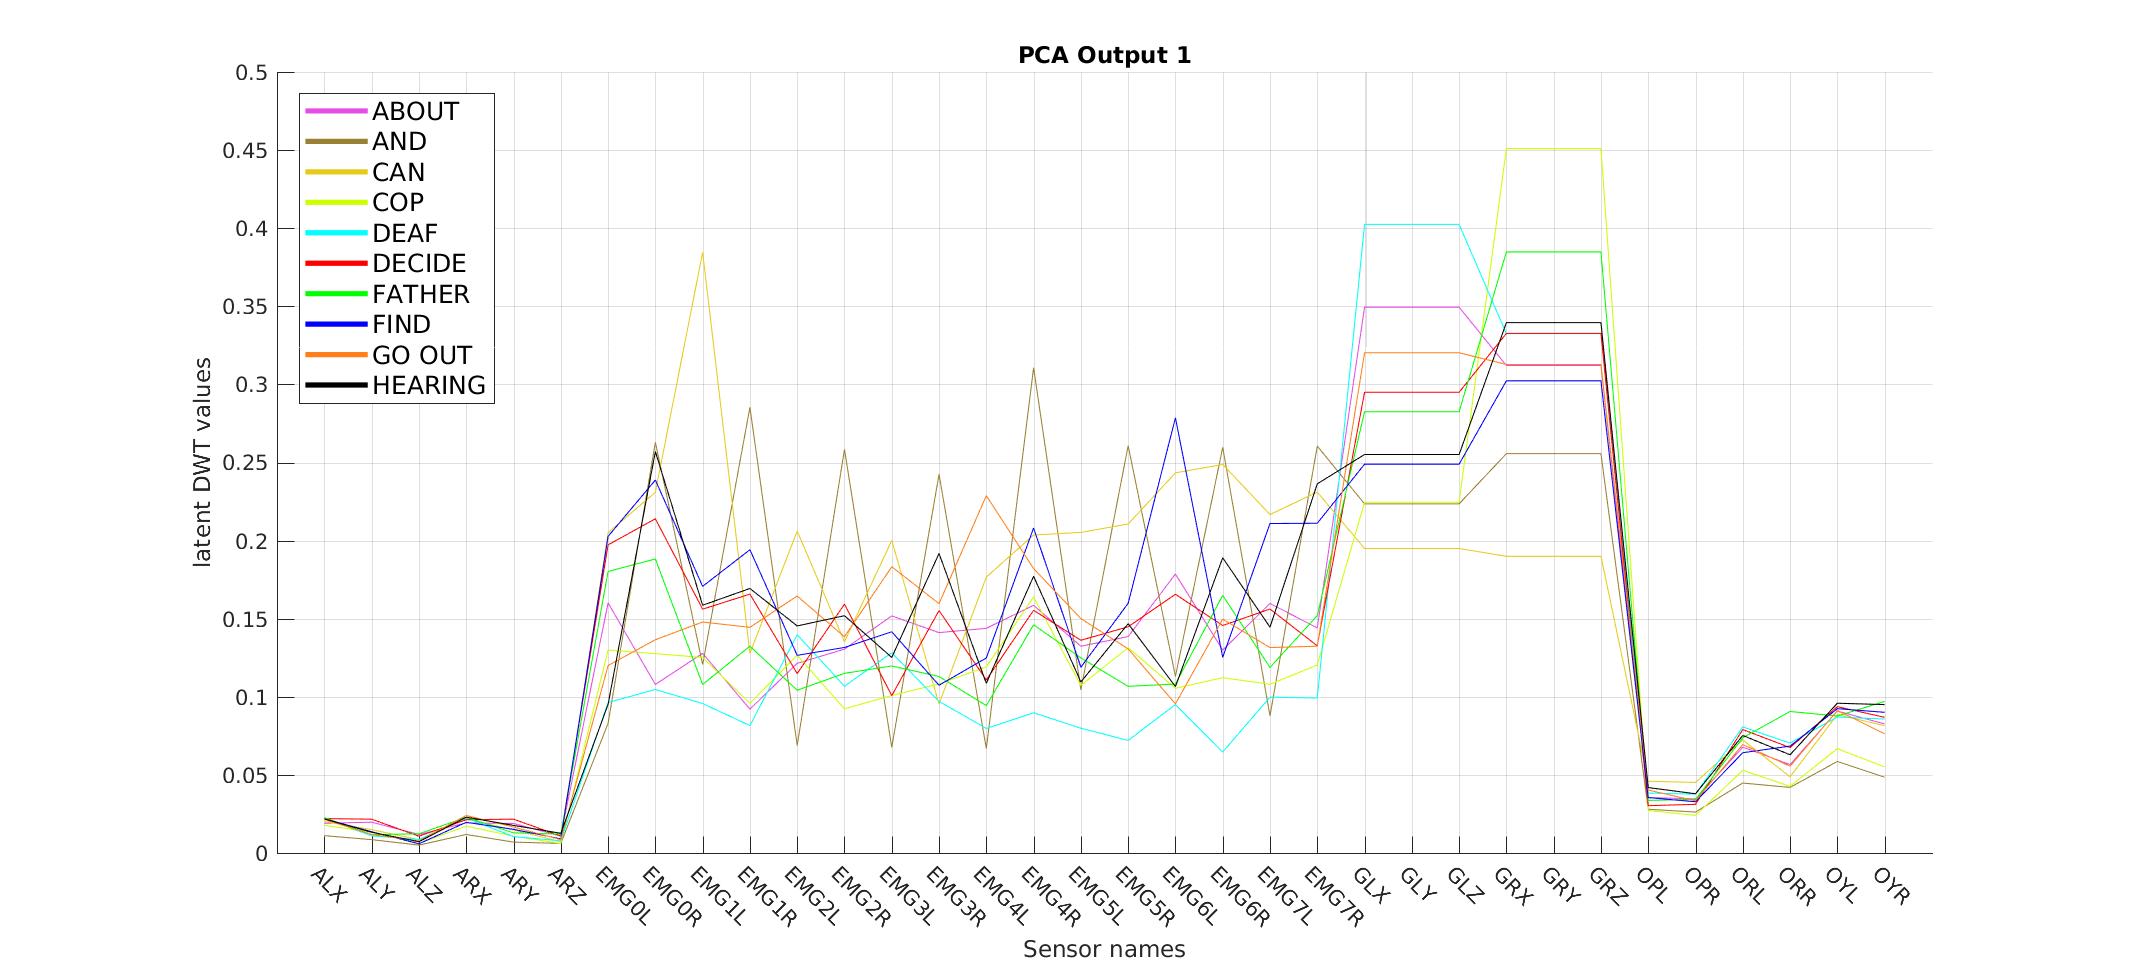 PCA Output 1
0.5
0.45
0.4
0.35
0.3
0.25
0.2
0.15
0.1
0.05
0
latent DWT values
ABOUT
AND
CAN
COP
DEAF
DECIDE
FATHER
FIND
GO OUT
HEARING
ALX
ALY
ALZ
ARX
ARY
ARZ
EMG0L
EMG0R
EMG1L
EMG1R
EMG2L
EMG2R
EMG3L
EMG3R
EMG4L
EMG4R
EMG5L
EMG5R
EMG6L
EMG6R
EMG7L
EMG7R
GLX
GLY
GLZ
GRX
GRY
GRZ
OPL
OPR
ORL
ORR
OYL
OYR
Sensor names